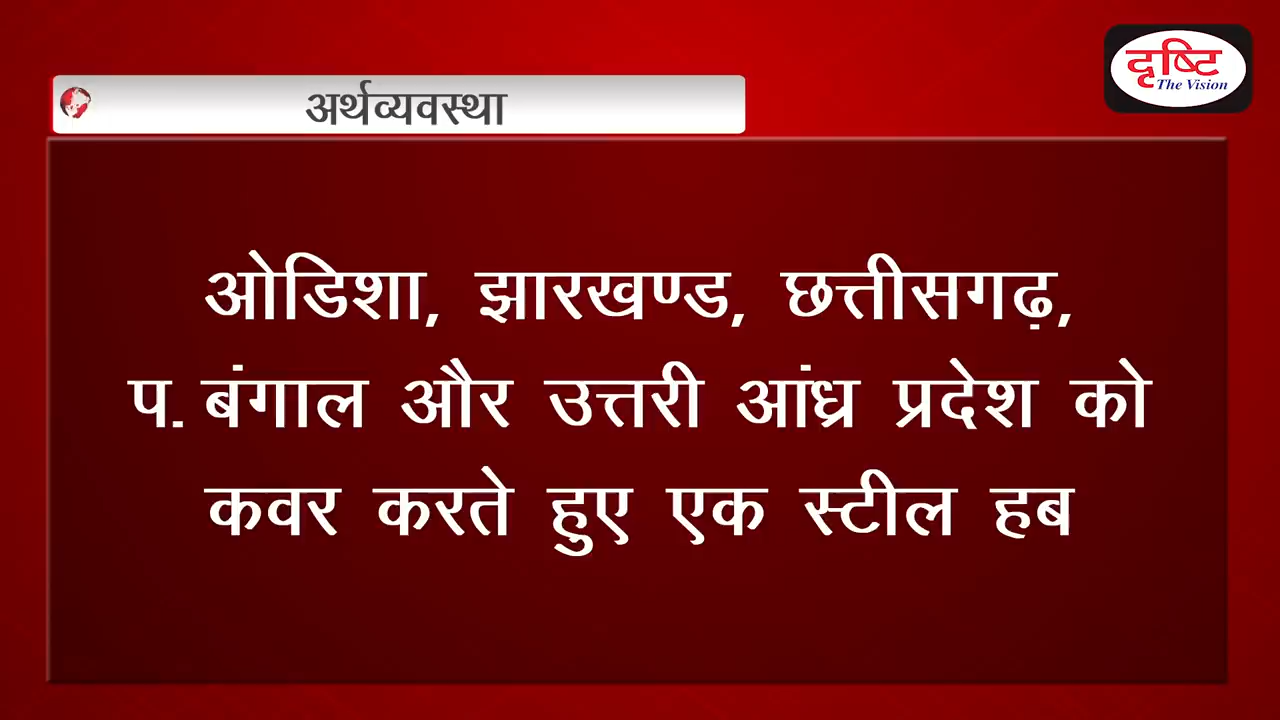 दृष्टि
The Vision
अर्थव्यवस्था
ओडिशा, झारखण्ड, छत्तीसगढ़,
प. बंगाल और उत्तरी आंध्र प्रदेश को
कवर करते हुए एक स्टील हब